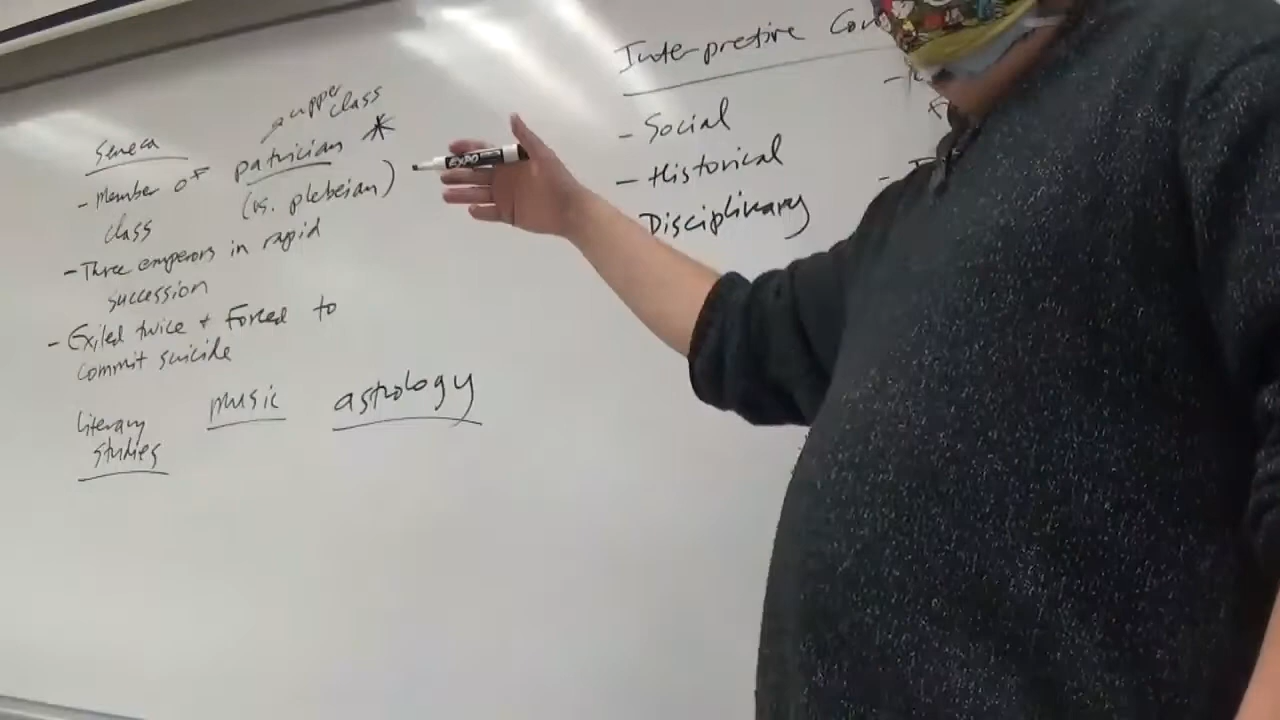 Seneca
upper class
- Member of patrician *
class (vs. plebeian)
- Three emperors in rapid
succession
- Exiled twice + Forced to
commit suicide
literary
studies
music
astrology
EXPO
Interpretive
- Social
- Historical
Disciplinary